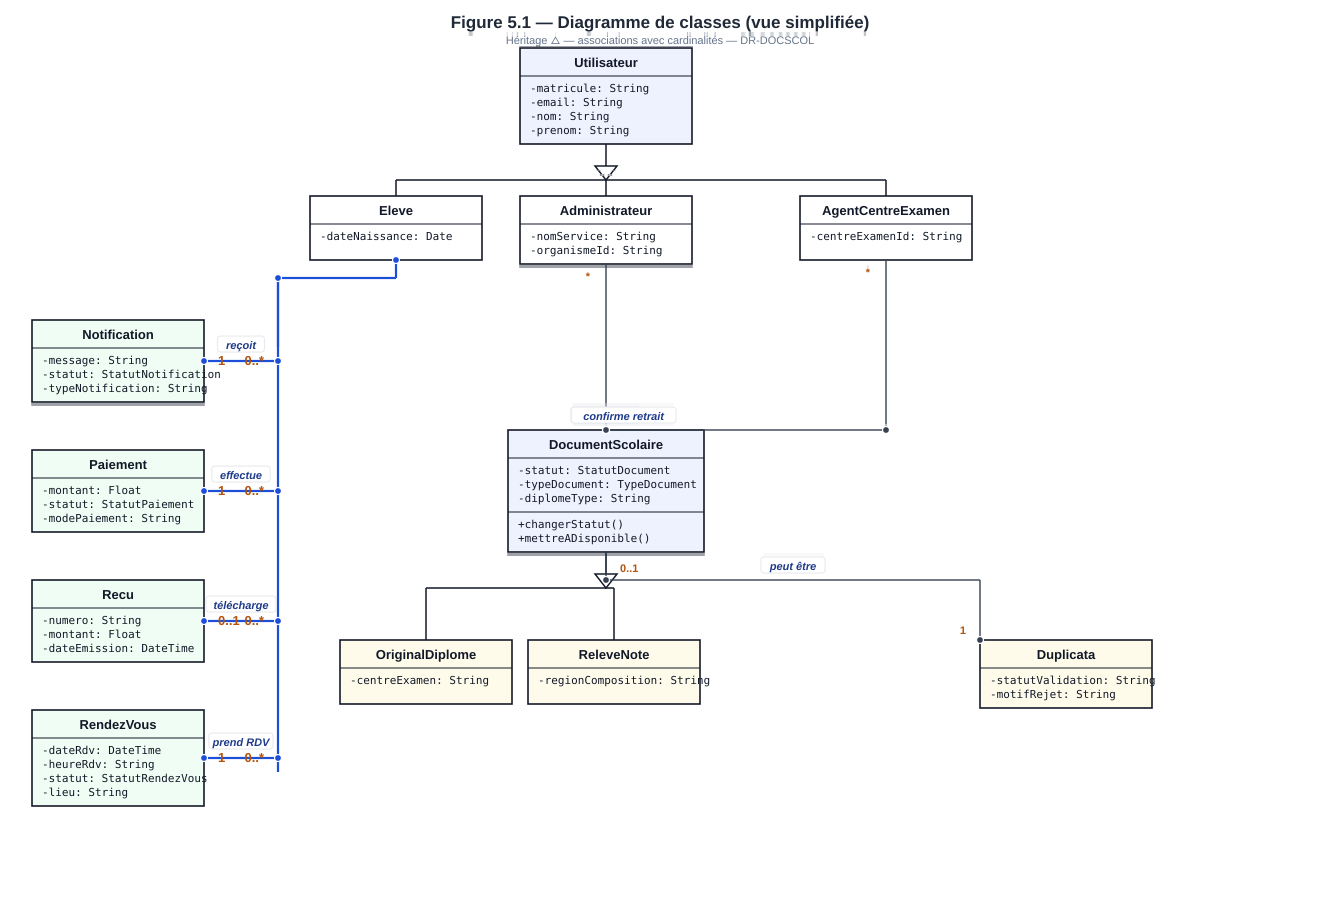 Figure 5.1 — Diagramme de classes (vue simplifiée)
Héritage △ — associations avec cardinalités — DR-DOCSCOL
Utilisateur
-matricule: String
-email: String
-nom: String
-prenom: String
Eleve
-dateNaissance: Date
Administrateur
-nomService: String
-organismeId: String
*
AgentCentreExamen
-centreExamenId: String
*
Notification
-message: String
-statut: StatutNotification
-typeNotification: String
reçoit
1 0..*
Paiement
-montant: Float
-statut: StatutPaiement
-modePaiement: String
effectue
1 0..*
Recu
-numero: String
-montant: Float
-dateEmission: DateTime
télécharge
0..1 0..*
RendezVous
-dateRdv: DateTime
-heureRdv: String
-statut: StatutRendezVous
-lieu: String
prend RDV
1 0..*
confirme retrait
DocumentScolaire
-statut: StatutDocument
-typeDocument: TypeDocument
-diplomeType: String
+changerStatut()
+mettreADisponible()
0..1
peut être
1
OriginalDiplome
-centreExamen: String
ReleveNote
-regionComposition: String
Duplicata
-statutValidation: String
-motifRejet: String